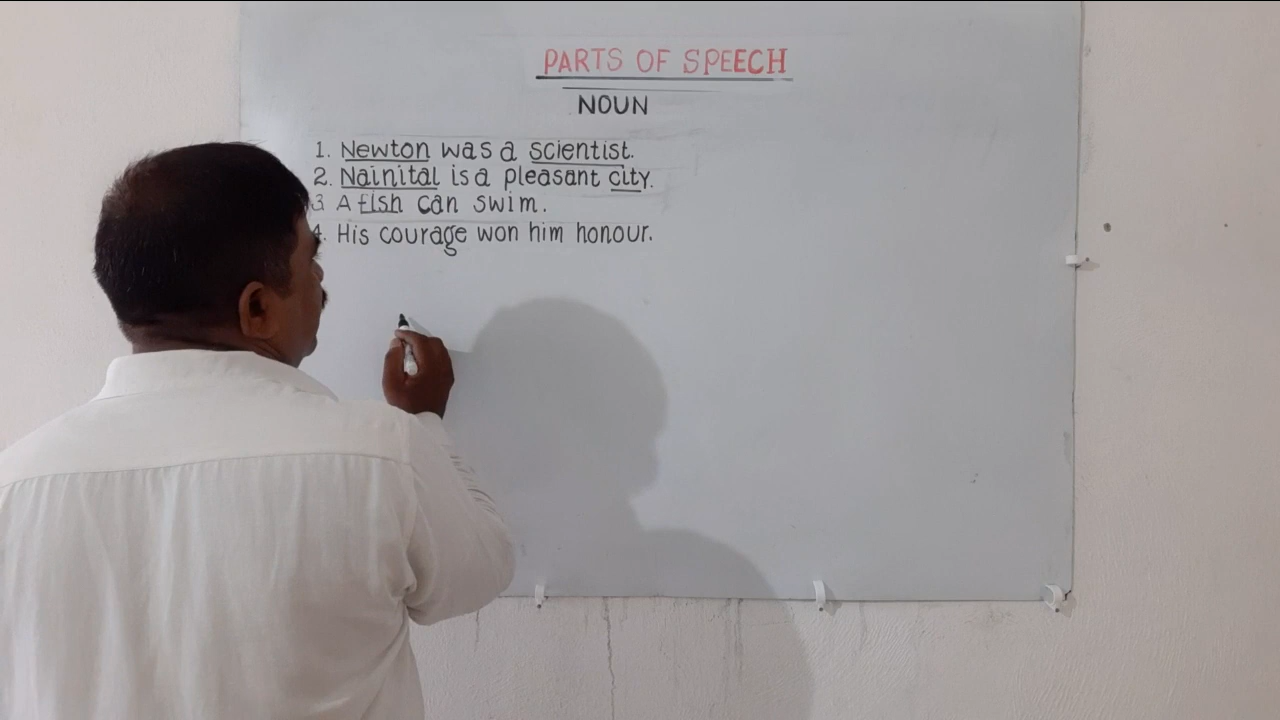 PARTS OF SPEECH
NOUN
1. Newton was a scientist.
2. Nainital is a pleasant city.
3 A fish can swim.
4. His courage won him honour.